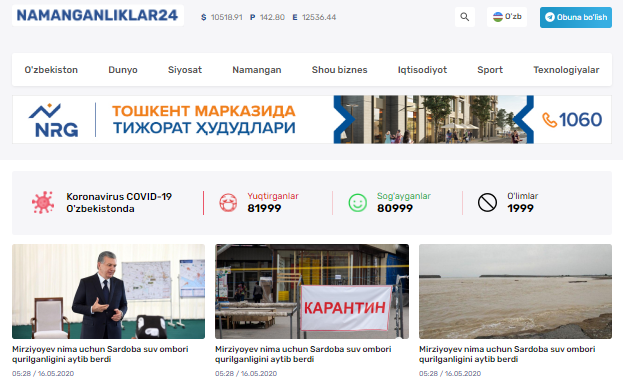 NAMANGANLIKLAR24
$ 10518.91 P 142.80 E 12536.44
O'zb
Obuna bo'lish
O'zbekiston Dunyo Siyosat Namangan Shou biznes Iqtisodiyot Sport Texnologiyalar
NRG
ТОШКЕНТ МАРКАЗИДА
ТИЖОРАТ ҲУДУДЛАРИ
1060
Koronavirus COVID-19
O'zbekistonda
Yuqtirganlar
81999
Sog'ayganlar
80999
O'limlar
1999
КАРАНТИН
Mirziyoyev nima uchun Sardoba suv ombori
qurilganligini aytib berdi
05:28 / 16.05.2020
Mirziyoyev nima uchun Sardoba suv ombori
qurilganligini aytib berdi
05:28 / 16.05.2020
Mirziyoyev nima uchun Sardoba suv ombori
qurilganligini aytib berdi
05:28 / 16.05.2020